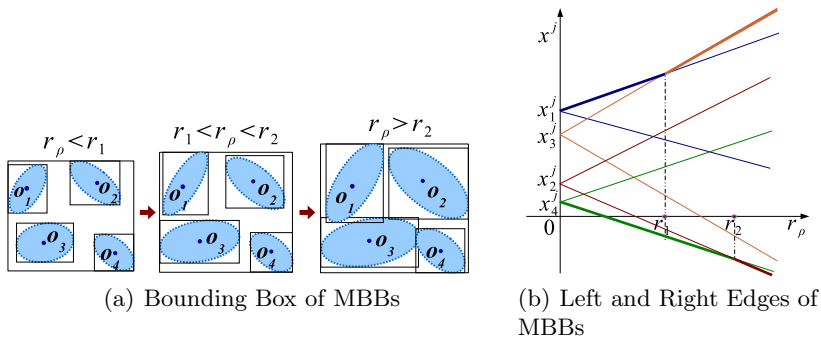 r_ρ<r_1
r_1<r_ρ<r_2
r_ρ>r_2
o_1
o_2
o_3
o_4
o_1
o_2
o_3
o_4
o_1
o_2
o_3
o_4
(a) Bounding Box of MBBs
x^j
x_1^j
x_3^j
x_2^j
x_4^j
0
r_1
r_2
r_ρ
(b) Left and Right Edges of
MBBs